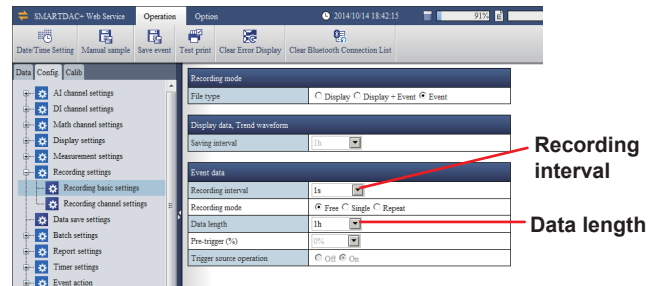 SMARTDAC+ Web Service Operation Option 2014/10/14 18:42:15 91%
Date/Time Setting Manual sample Save event Test print Clear Error Display Clear Bluetooth Connection List
Data Config. Calib
AI channel settings
DI channel settings
Math channel settings
Display settings
Measurement settings
Recording settings
Recording basic settings
Recording channel settings
Data save settings
Batch settings
Report settings
Timer settings
Event action
Recording mode
File type Display Display + Event Event
Display data, Trend waveform
Saving interval 1h
Event data
Recording interval 1s
Recording mode Free Single Repeat
Data length 1h
Pre-trigger (%) 0%
Trigger source operation Off On
Recording
interval
Data length